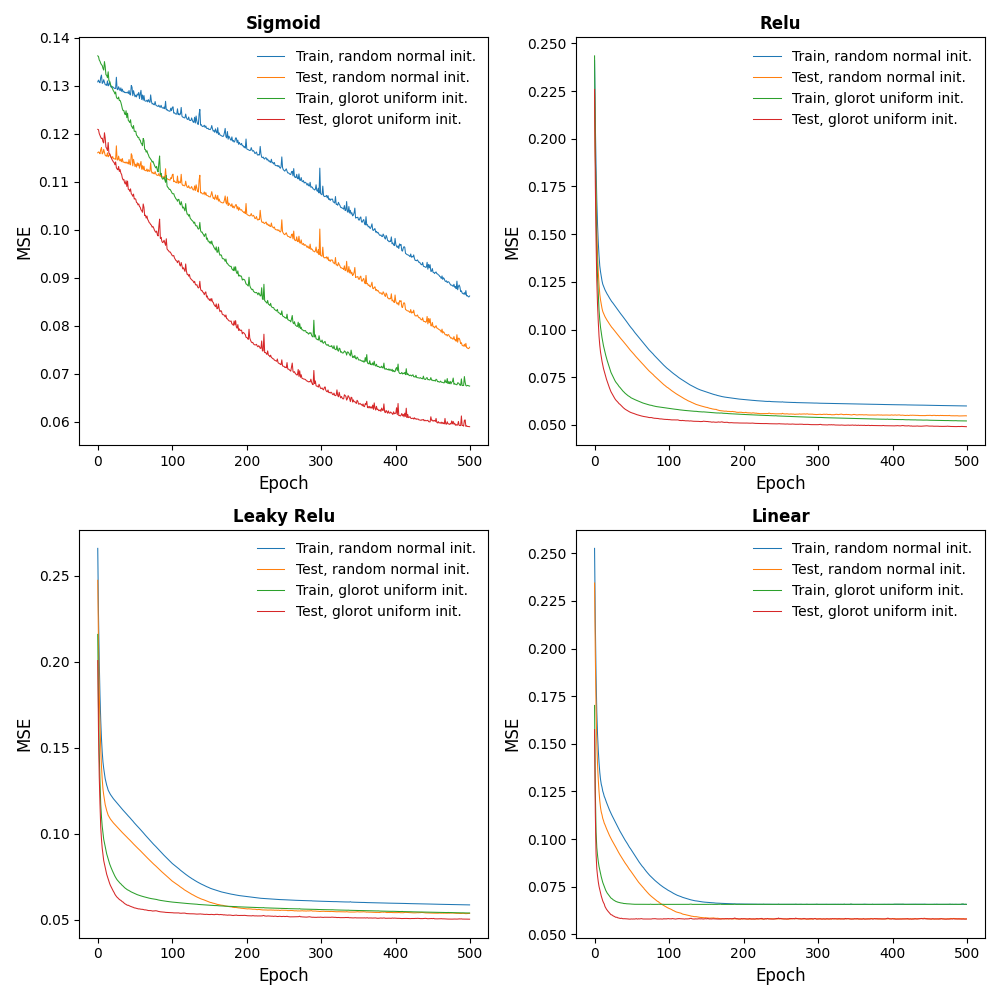 Sigmoid
Train, random normal init.
Test, random normal init.
Train, glorot uniform init.
Test, glorot uniform init.
0.14
0.13
0.12
0.11
0.10
0.09
0.08
0.07
0.06
MSE
0 100 200 300 400 500
Epoch
Relu
Train, random normal init.
Test, random normal init.
Train, glorot uniform init.
Test, glorot uniform init.
0.250
0.225
0.200
0.175
0.150
0.125
0.100
0.075
0.050
MSE
0 100 200 300 400 500
Epoch
Leaky Relu
Train, random normal init.
Test, random normal init.
Train, glorot uniform init.
Test, glorot uniform init.
0.25
0.20
0.15
0.10
0.05
MSE
0 100 200 300 400 500
Epoch
Linear
Train, random normal init.
Test, random normal init.
Train, glorot uniform init.
Test, glorot uniform init.
0.250
0.225
0.200
0.175
0.150
0.125
0.100
0.075
0.050
MSE
0 100 200 300 400 500
Epoch